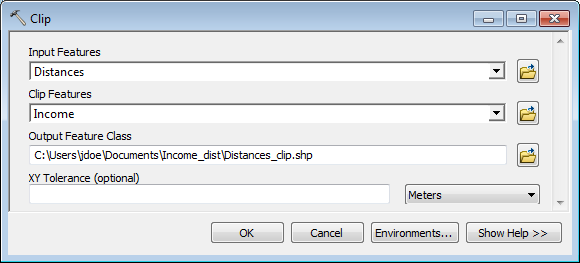 Clip
Input Features
Distances
Clip Features
Income
Output Feature Class
C:\Users\jdoe\Documents\Income_dist\Distances_clip.shp
XY Tolerance (optional)
Meters
OK Cancel Environments... Show Help >>